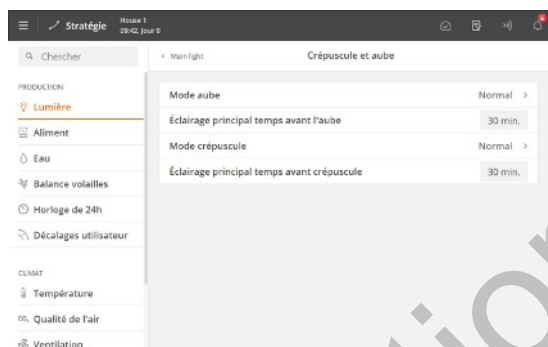 Stratégie
House 1
09:42, Jour 0
Chercher
< Main light
Crépuscule et aube
PRODUCTION
Lumière
Aliment
Eau
Balance volailles
Horloge de 24h
Décalages utilisateur
CLIMAT
Température
Qualité de l'air
Ventilation
Mode aube Normal >
Éclairage principal temps avant l'aube 30 min.
Mode crépuscule Normal >
Éclairage principal temps avant crépuscule 30 min.